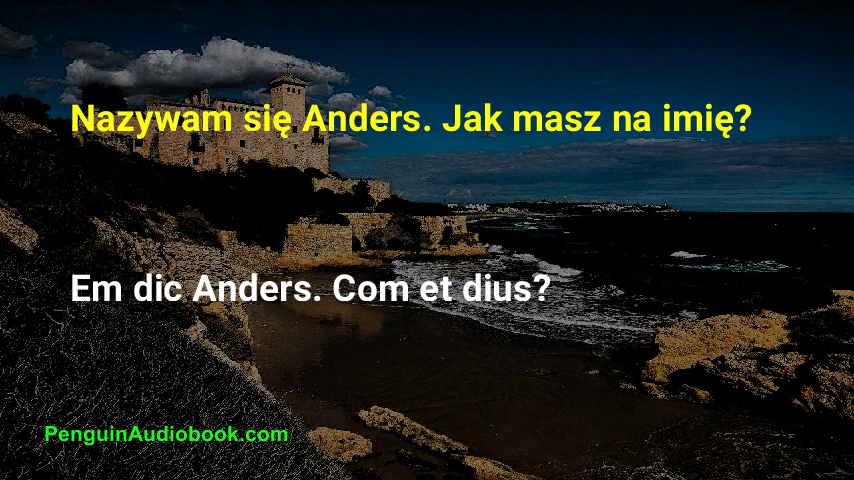 Nazywam się Anders. Jak masz na imię?
Em dic Anders. Com et dius?
PenguinAudiobook.com